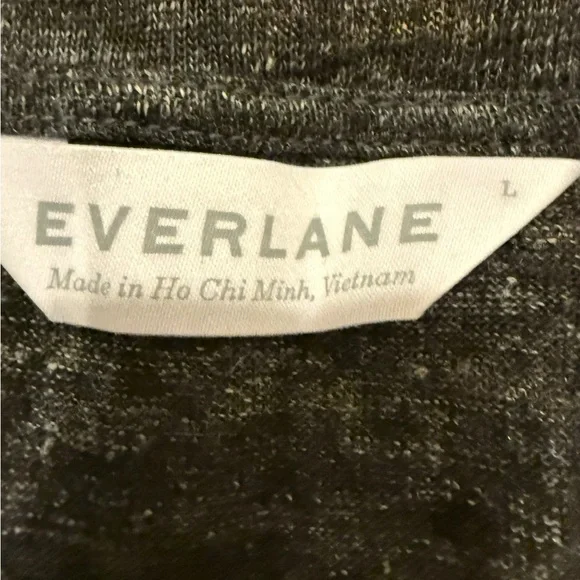 L
EVERLANE
Made in Ho Chi Minh, Vietnam